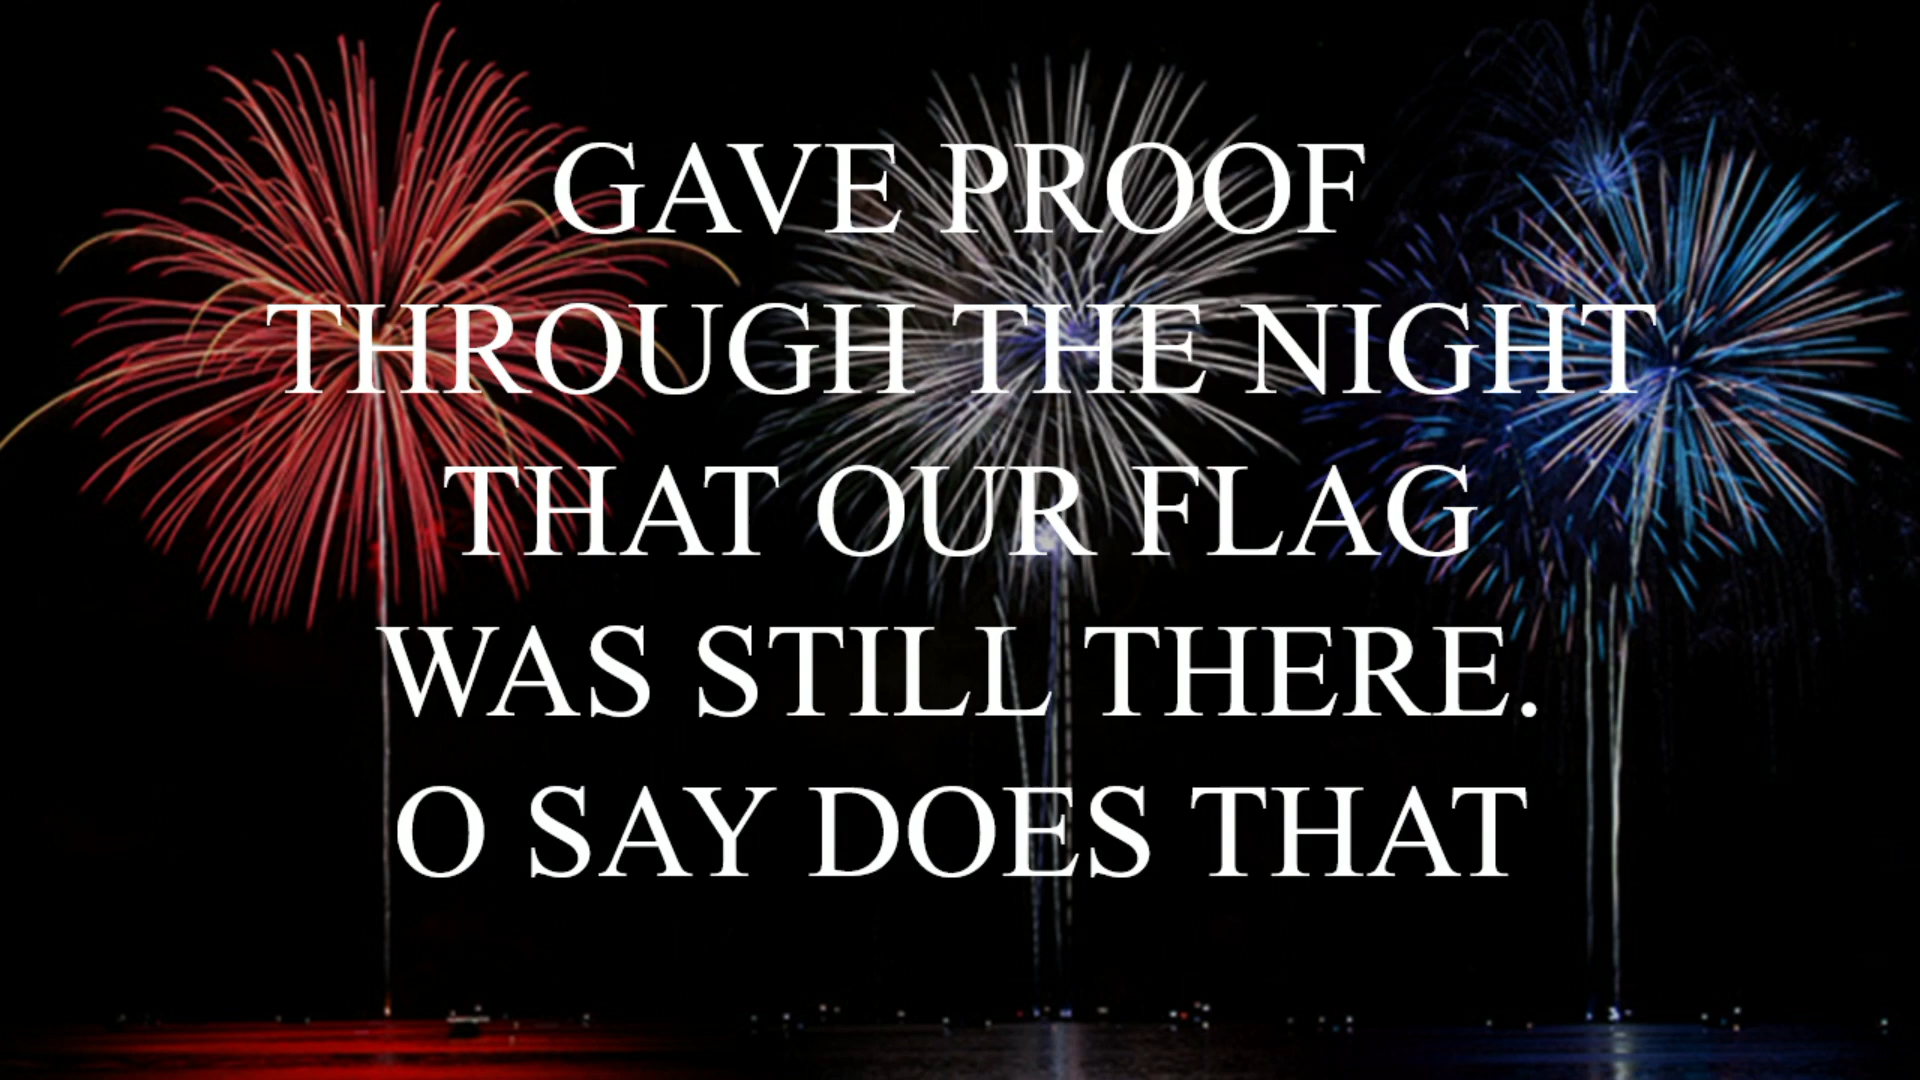 GAVE PROOF
THROUGH THE NIGHT
THAT OUR FLAG
WAS STILL THERE.
O SAY DOES THAT